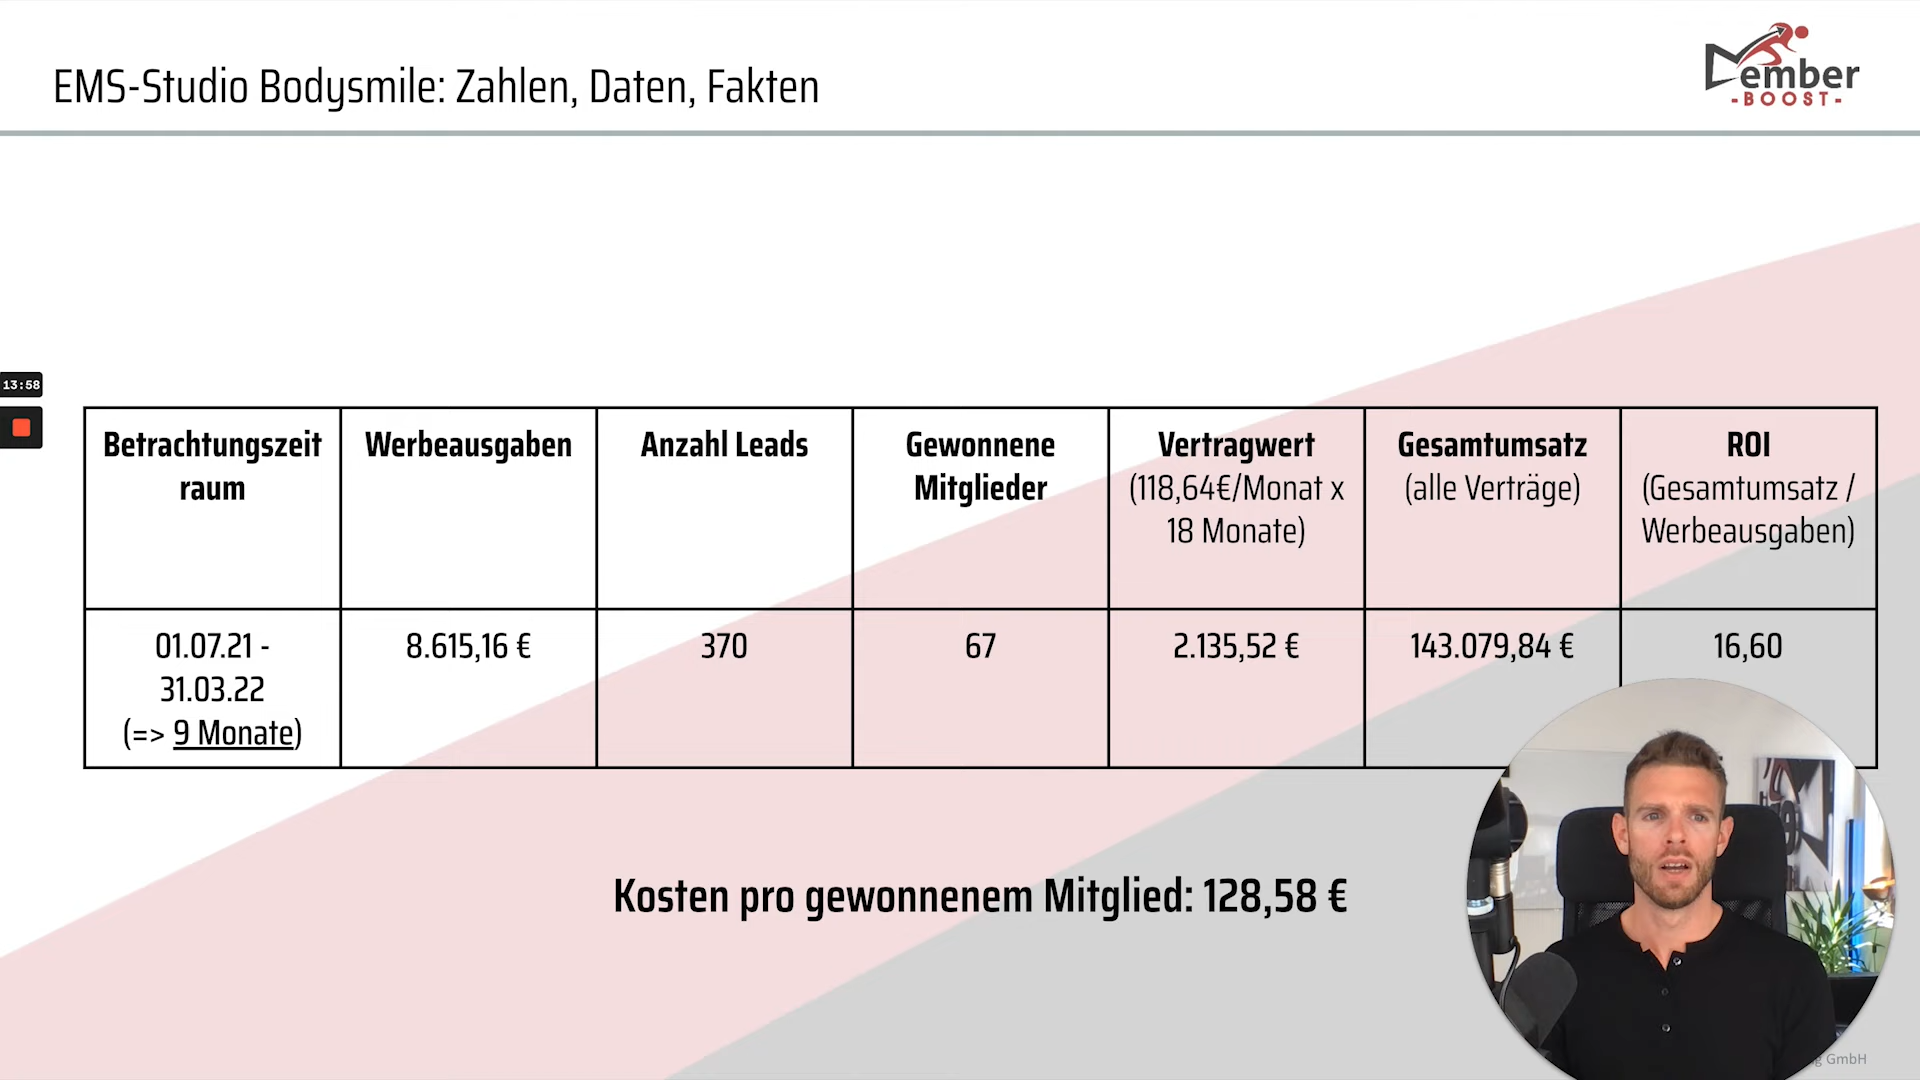 EMS-Studio Bodysmile: Zahlen, Daten, Fakten
ember
-BOOST-
13:58
Betrachtungszeit
raum
Werbeausgaben
Anzahl Leads
Gewonnene
Mitglieder
Vertragwert
(118,64€/Monat x
18 Monate)
Gesamtumsatz
(alle Verträge)
ROI
(Gesamtumsatz /
Werbeausgaben)
01.07.21 -
31.03.22
(=> 9 Monate)
8.615,16 €
370
67
2.135,52 €
143.079,84 €
16,60
Kosten pro gewonnenem Mitglied: 128,58 €
GmbH